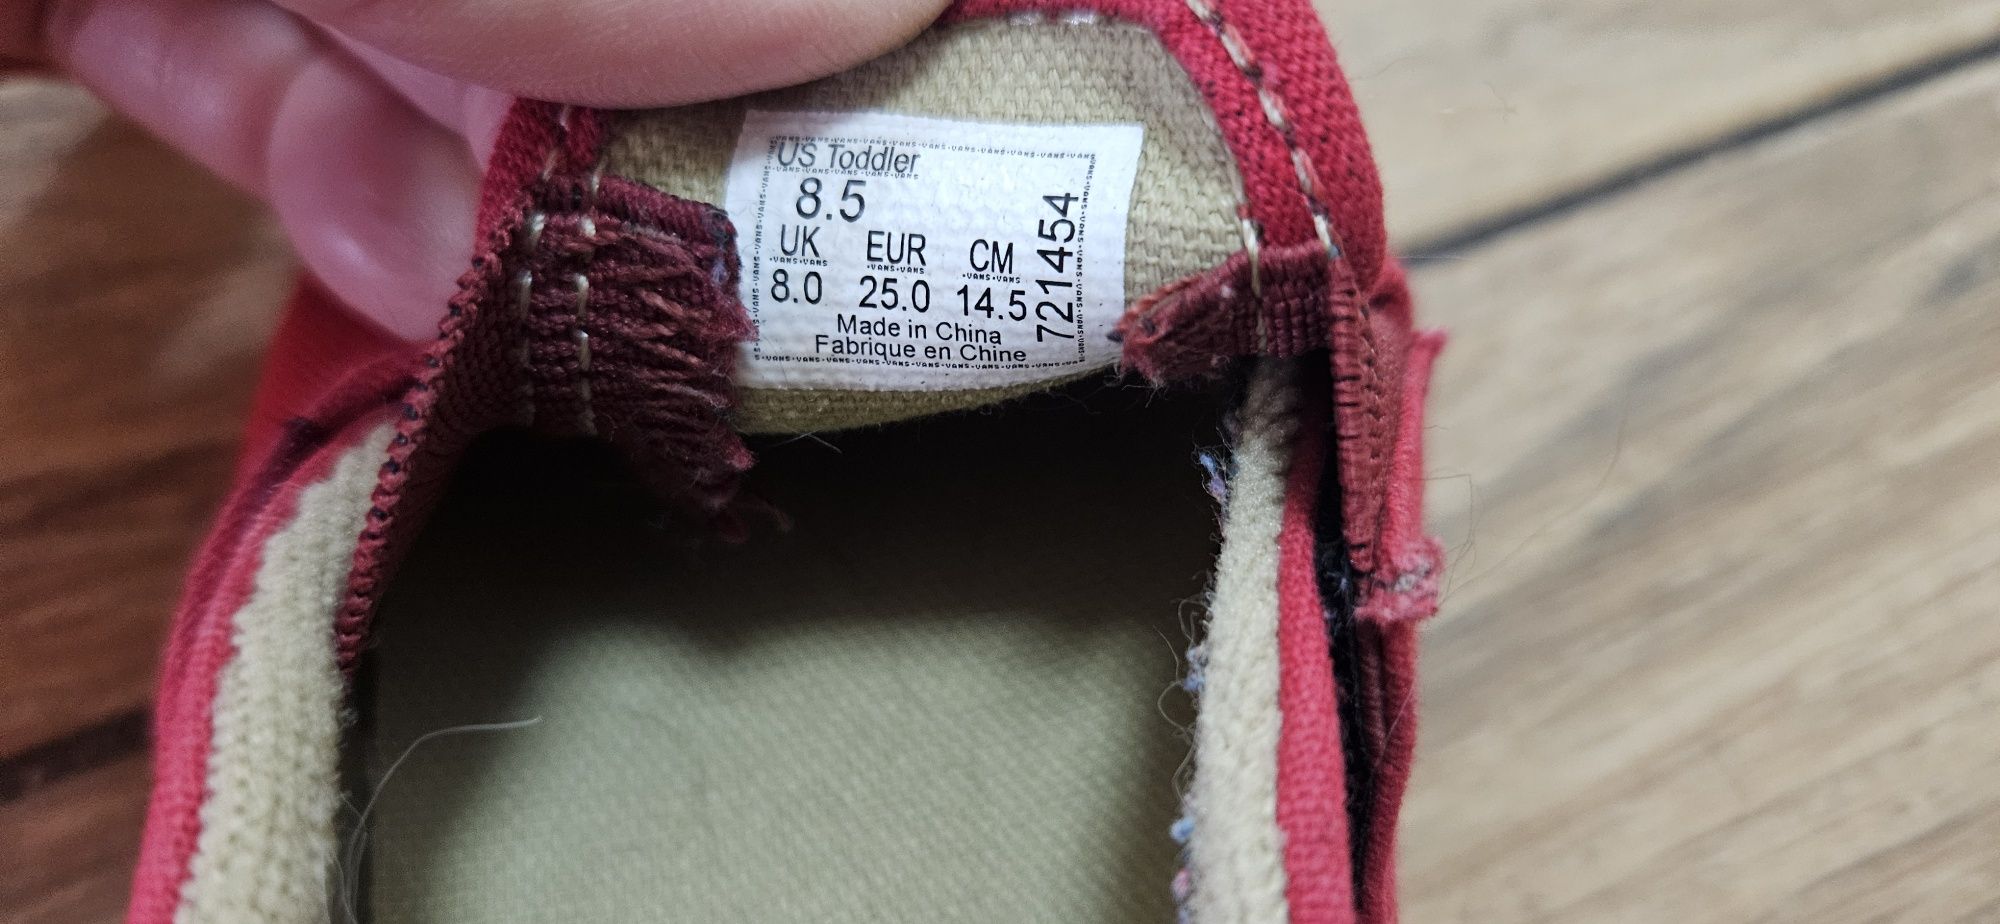 US Toddler
8.5
UK EUR CM
8.0 25.0 14.5
Made in China
Fabrique en Chine
721454